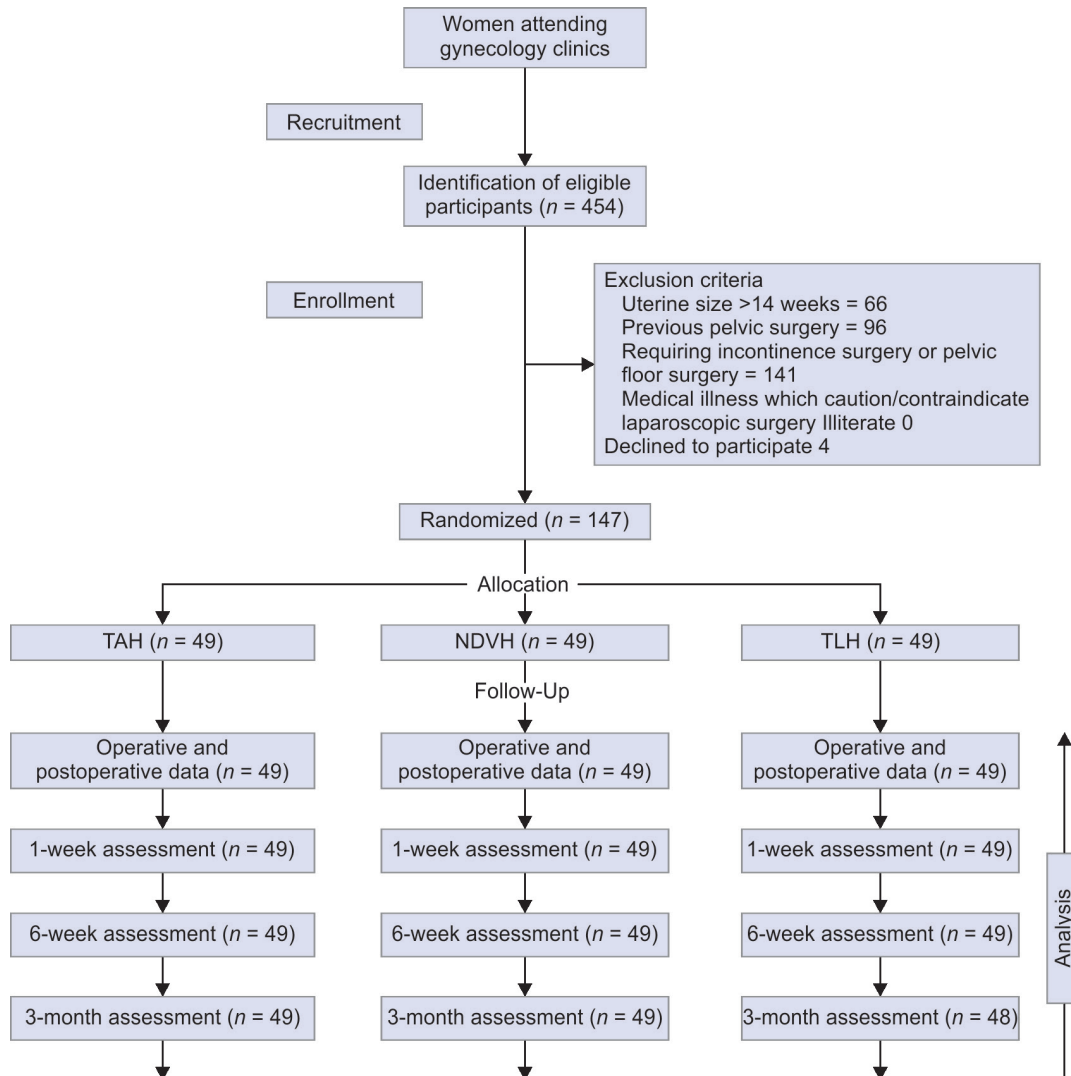 Women attending
gynecology clinics
Recruitment
Identification of eligible
participants (n = 454)
Enrollment
Exclusion criteria
Uterine size >14 weeks = 66
Previous pelvic surgery = 96
Requiring incontinence surgery or pelvic
floor surgery = 141
Medical illness which caution/contraindicate
laparoscopic surgery Illiterate 0
Declined to participate 4
Randomized (n = 147)
Allocation
TAH (n = 49)
NDVH (n = 49)
TLH (n = 49)
Follow-Up
Operative and
postoperative data (n = 49)
Operative and
postoperative data (n = 49)
Operative and
postoperative data (n = 49)
1-week assessment (n = 49)
1-week assessment (n = 49)
1-week assessment (n = 49)
6-week assessment (n = 49)
6-week assessment (n = 49)
6-week assessment (n = 49)
Analysis
3-month assessment (n = 49)
3-month assessment (n = 49)
3-month assessment (n = 48)